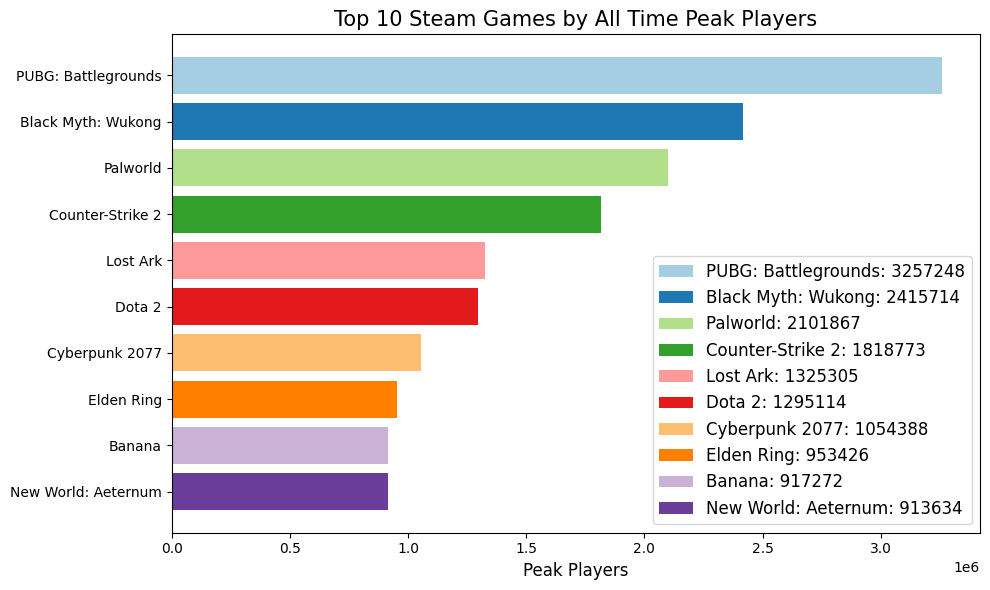 Top 10 Steam Games by All Time Peak Players
PUBG: Battlegrounds
Black Myth: Wukong
Palworld
Counter-Strike 2
Lost Ark
Dota 2
Cyberpunk 2077
Elden Ring
Banana
New World: Aeternum
PUBG: Battlegrounds: 3257248
Black Myth: Wukong: 2415714
Palworld: 2101867
Counter-Strike 2: 1818773
Lost Ark: 1325305
Dota 2: 1295114
Cyberpunk 2077: 1054388
Elden Ring: 953426
Banana: 917272
New World: Aeternum: 913634
0.0 0.5 1.0 1.5 2.0 2.5 3.0
1e6
Peak Players